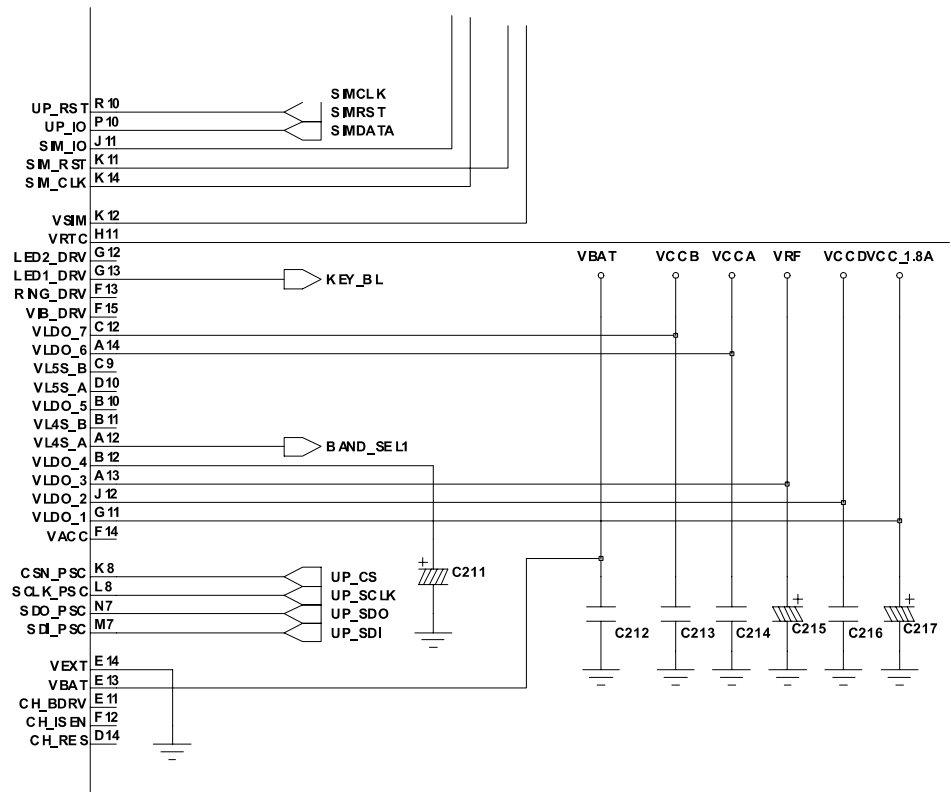 SIMCLK
UP_RST R10 SIMRST
UP_IO P10 SIMDATA
SIM_IO J11
SIM_RST K11
SIM_CLK K14
VSIM K12
VRTC H11
LED2_DRV G12 VBAT VCCB VCCA VRF VCCD VCC_1.8A
LED1_DRV G13 KEY_BL
RING_DRV F13
VIB_DRV F15
VLDO_7 C12
VLDO_6 A14
VL5S_B C9
VL5S_A D10
VLDO_5 B10
VL4S_B B11
VL4S_A A12 BAND_SEL1
VLDO_4 B12
VLDO_3 A13
VLDO_2 J12
VLDO_1 G11
VACC F14
+ C211
CSN_PSC K8 UP_CS
SCLK_PSC L8 UP_SCLK
SDO_PSC N7 UP_SDO
SDI_PSC M7 UP_SDI
+ +
C212 C213 C214 C215 C216 C217
VEXT E14
VBAT E13
CH_BDRV E11
CH_ISEN F12
CH_RES D14